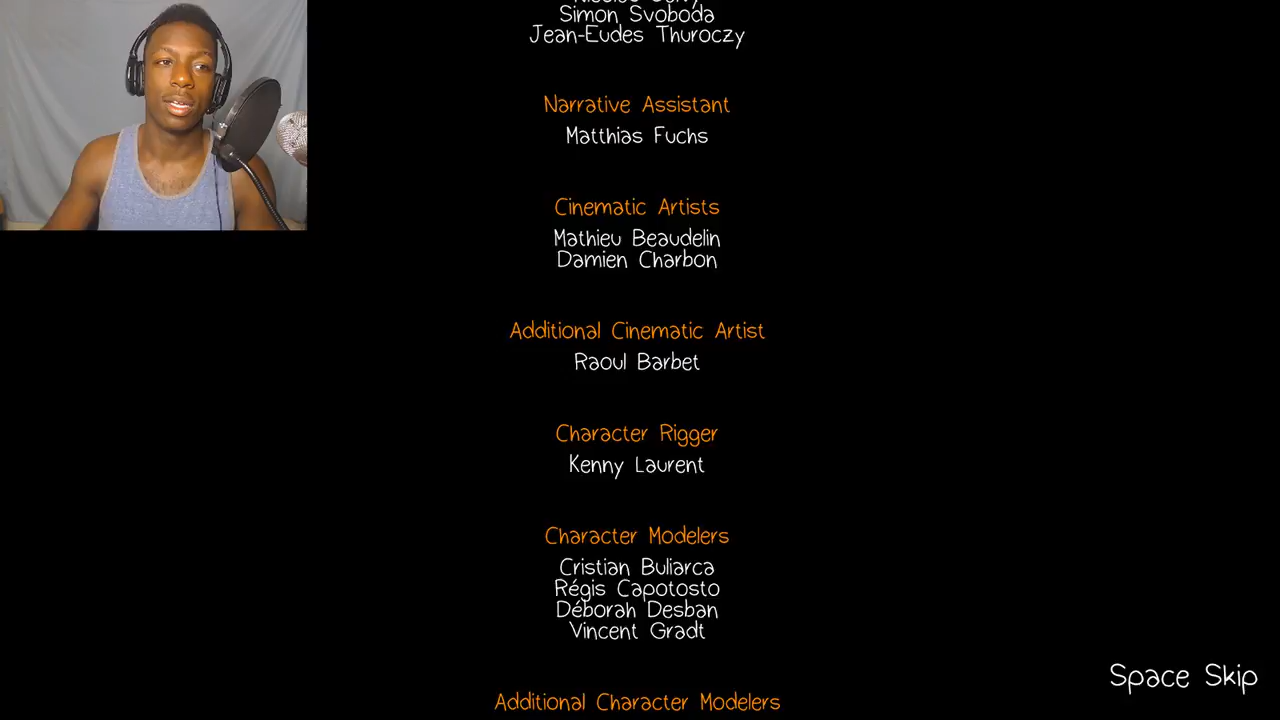 Simon Svoboda
Jean-Eudes Thuroczy
Narrative Assistant
Matthias Fuchs
Cinematic Artists
Mathieu Beaudelin
Damien Charbon
Additional Cinematic Artist
Raoul Barbet
Character Rigger
Kenny Laurent
Character Modelers
Cristian Buliarca
Régis Capotosto
Déborah Desban
Vincent Gradt
Additional Character Modelers
Space Skip